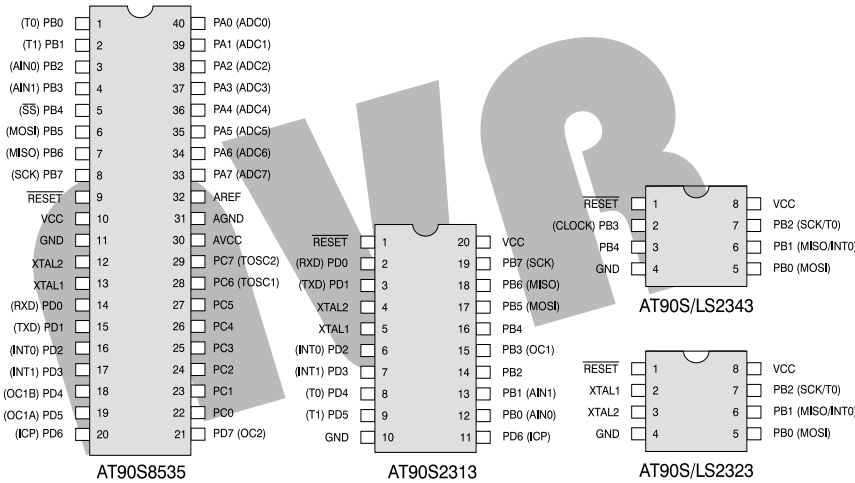 (T0) PB0 1 40 PA0 (ADC0)
(T1) PB1 2 39 PA1 (ADC1)
(AIN0) PB2 3 38 PA2 (ADC2)
(AIN1) PB3 4 37 PA3 (ADC3)
(SS) PB4 5 36 PA4 (ADC4)
(MOSI) PB5 6 35 PA5 (ADC5)
(MISO) PB6 7 34 PA6 (ADC6)
(SCK) PB7 8 33 PA7 (ADC7)
RESET 9 32 AREF
VCC 10 31 AGND
GND 11 30 AVCC
XTAL2 12 29 PC7 (TOSC2)
XTAL1 13 28 PC6 (TOSC1)
(RXD) PD0 14 27 PC5
(TXD) PD1 15 26 PC4
(INT0) PD2 16 25 PC3
(INT1) PD3 17 24 PC2
(OC1B) PD4 18 23 PC1
(OC1A) PD5 19 22 PC0
(ICP) PD6 20 21 PD7 (OC2)
AT90S8535
RESET 1 20 VCC
(RXD) PD0 2 19 PB7 (SCK)
(TXD) PD1 3 18 PB6 (MISO)
XTAL2 4 17 PB5 (MOSI)
XTAL1 5 16 PB4
(INT0) PD2 6 15 PB3 (OC1)
(INT1) PD3 7 14 PB2
(T0) PD4 8 13 PB1 (AIN1)
(T1) PD5 9 12 PB0 (AIN0)
GND 10 11 PD6 (ICP)
AT90S2313
RESET 1 8 VCC
(CLOCK) PB3 2 7 PB2 (SCK/T0)
PB4 3 6 PB1 (MISO/INT0)
GND 4 5 PB0 (MOSI)
AT90S/LS2343
RESET 1 8 VCC
XTAL1 2 7 PB2 (SCK/T0)
XTAL2 3 6 PB1 (MISO/INT0)
GND 4 5 PB0 (MOSI)
AT90S/LS2323
AVR